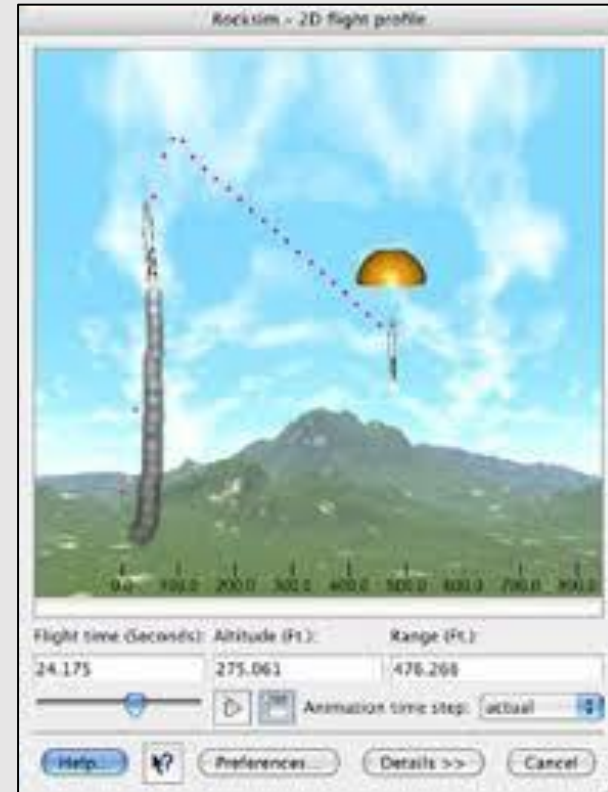 Rocksim - 2D flight profile
0.0 100.0 200.0 300.0 400.0 500.0 600.0 700.0 800.0
Flight time (Seconds): Altitude (Ft.): Range (Ft.):
24.175 275.061 476.266
Animation time step: actual
Help... ? Preferences... Details >> Cancel